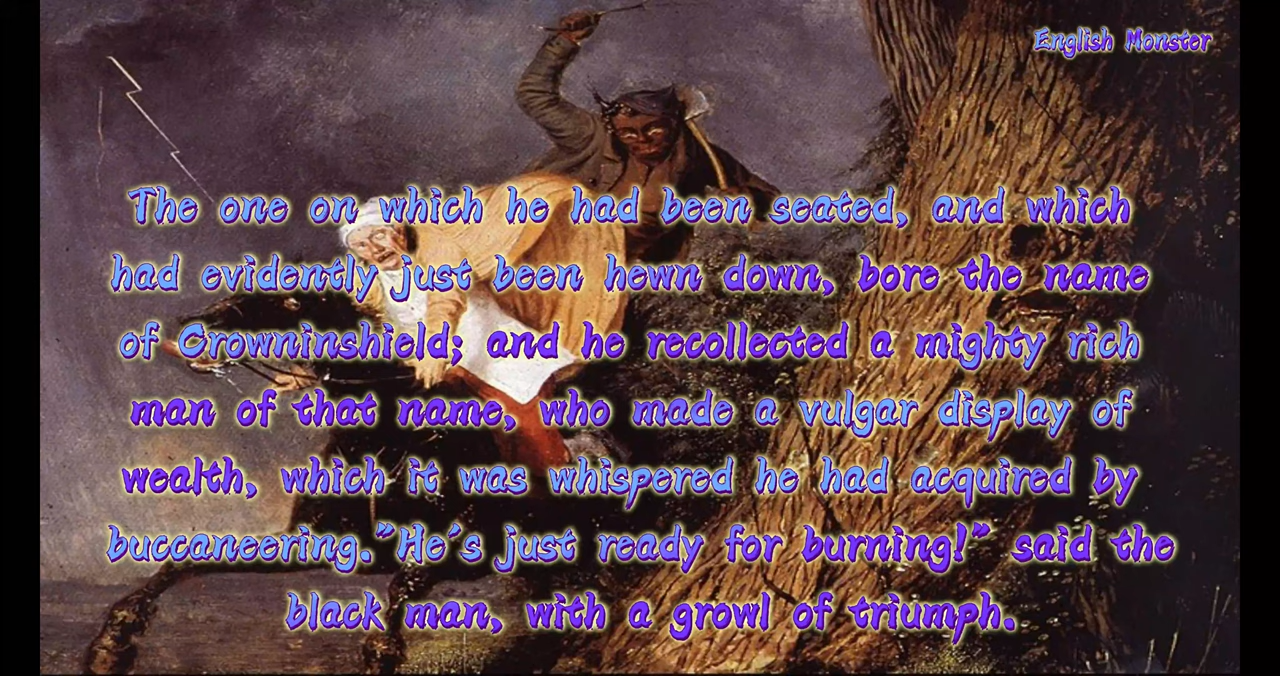 English Monster
The one on which he had been seated, and which
had evidently just been hewn down, bore the name
of Crowninshield; and he recollected a mighty rich
man of that name, who made a vulgar display of
wealth, which it was whispered he had acquired by
buccaneering."He's just ready for burning!" said the
black man, with a growl of triumph.